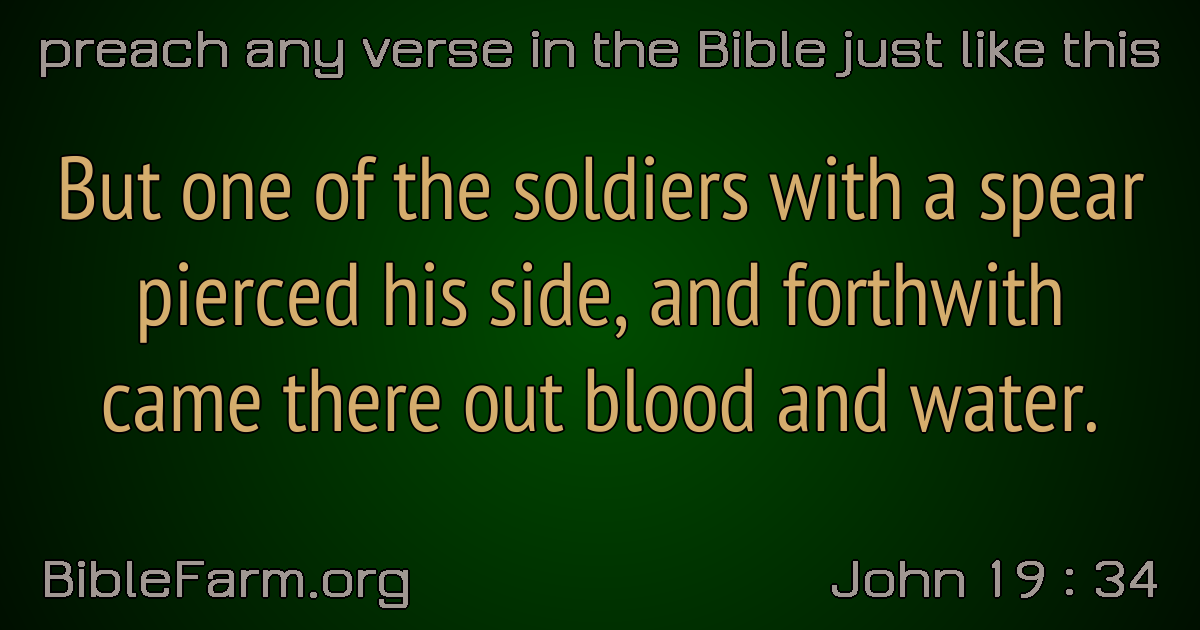 preach any verse in the Bible just like this
But one of the soldiers with a spear
pierced his side, and forthwith
came there out blood and water.
BibleFarm.org
John 19 : 34